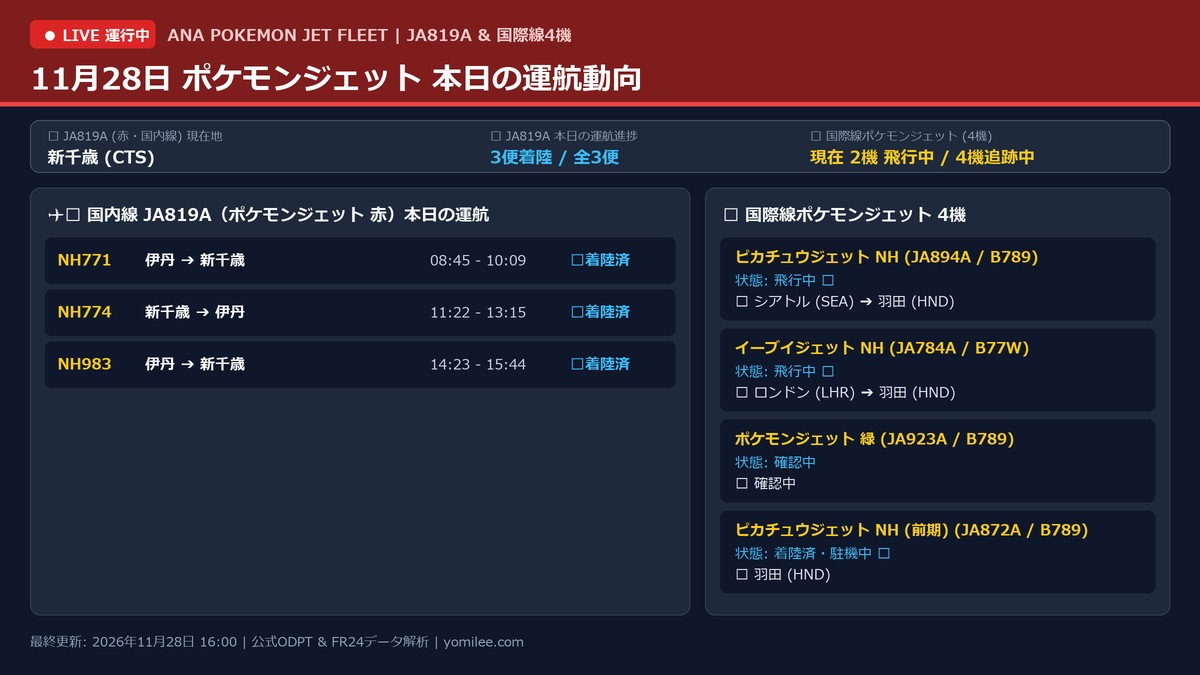 ● LIVE 運行中 ANA POKEMON JET FLEET | JA819A & 国際線4機
11月28日 ポケモンジェット 本日の運航動向
□ JA819A (赤・国内線) 現在地
新千歳 (CTS)
□ JA819A 本日の運航進捗
3便着陸 / 全3便
□ 国際線ポケモンジェット (4機)
現在 2機 飛行中 / 4機追跡中
✈□ 国内線 JA819A（ポケモンジェット 赤）本日の運航
NH771 伊丹 → 新千歳 08:45 - 10:09 □着陸済
NH774 新千歳 → 伊丹 11:22 - 13:15 □着陸済
NH983 伊丹 → 新千歳 14:23 - 15:44 □着陸済
□ 国際線ポケモンジェット 4機
ピカチュウジェット NH (JA894A / B789)
状態: 飛行中 □
□ シアトル (SEA) ➔ 羽田 (HND)
イーブイジェット NH (JA784A / B77W)
状態: 飛行中 □
□ ロンドン (LHR) ➔ 羽田 (HND)
ポケモンジェット 緑 (JA923A / B789)
状態: 確認中
□ 確認中
ピカチュウジェット NH (前期) (JA872A / B789)
状態: 着陸済・駐機中 □
□ 羽田 (HND)
最終更新: 2026年11月28日 16:00 | 公式ODPT & FR24データ解析 | yomilee.com